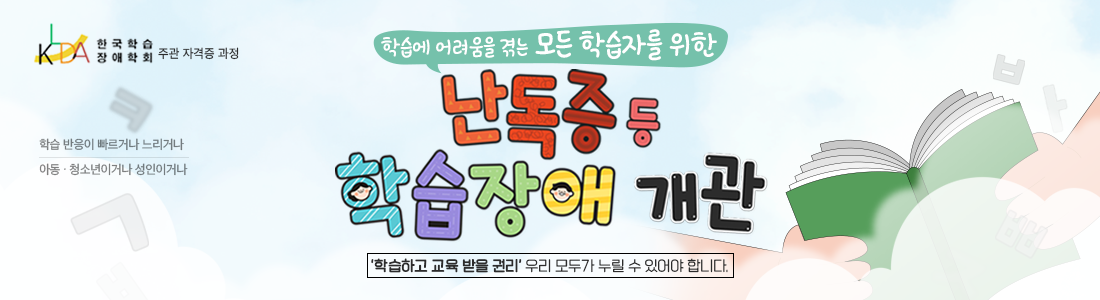 KLDA 한국학습
장애학회 주관 자격증 과정
학습 반응이 빠르거나 느리거나
아동 · 청소년이거나 성인이거나
학습에 어려움을 겪는 모든 학습자를 위한
난독증 등
학습장애 개관
'학습하고 교육 받을 권리' 우리 모두가 누릴 수 있어야 합니다.
ㅋ
ㄱ
ㅂ
ㅏ
ㅃ